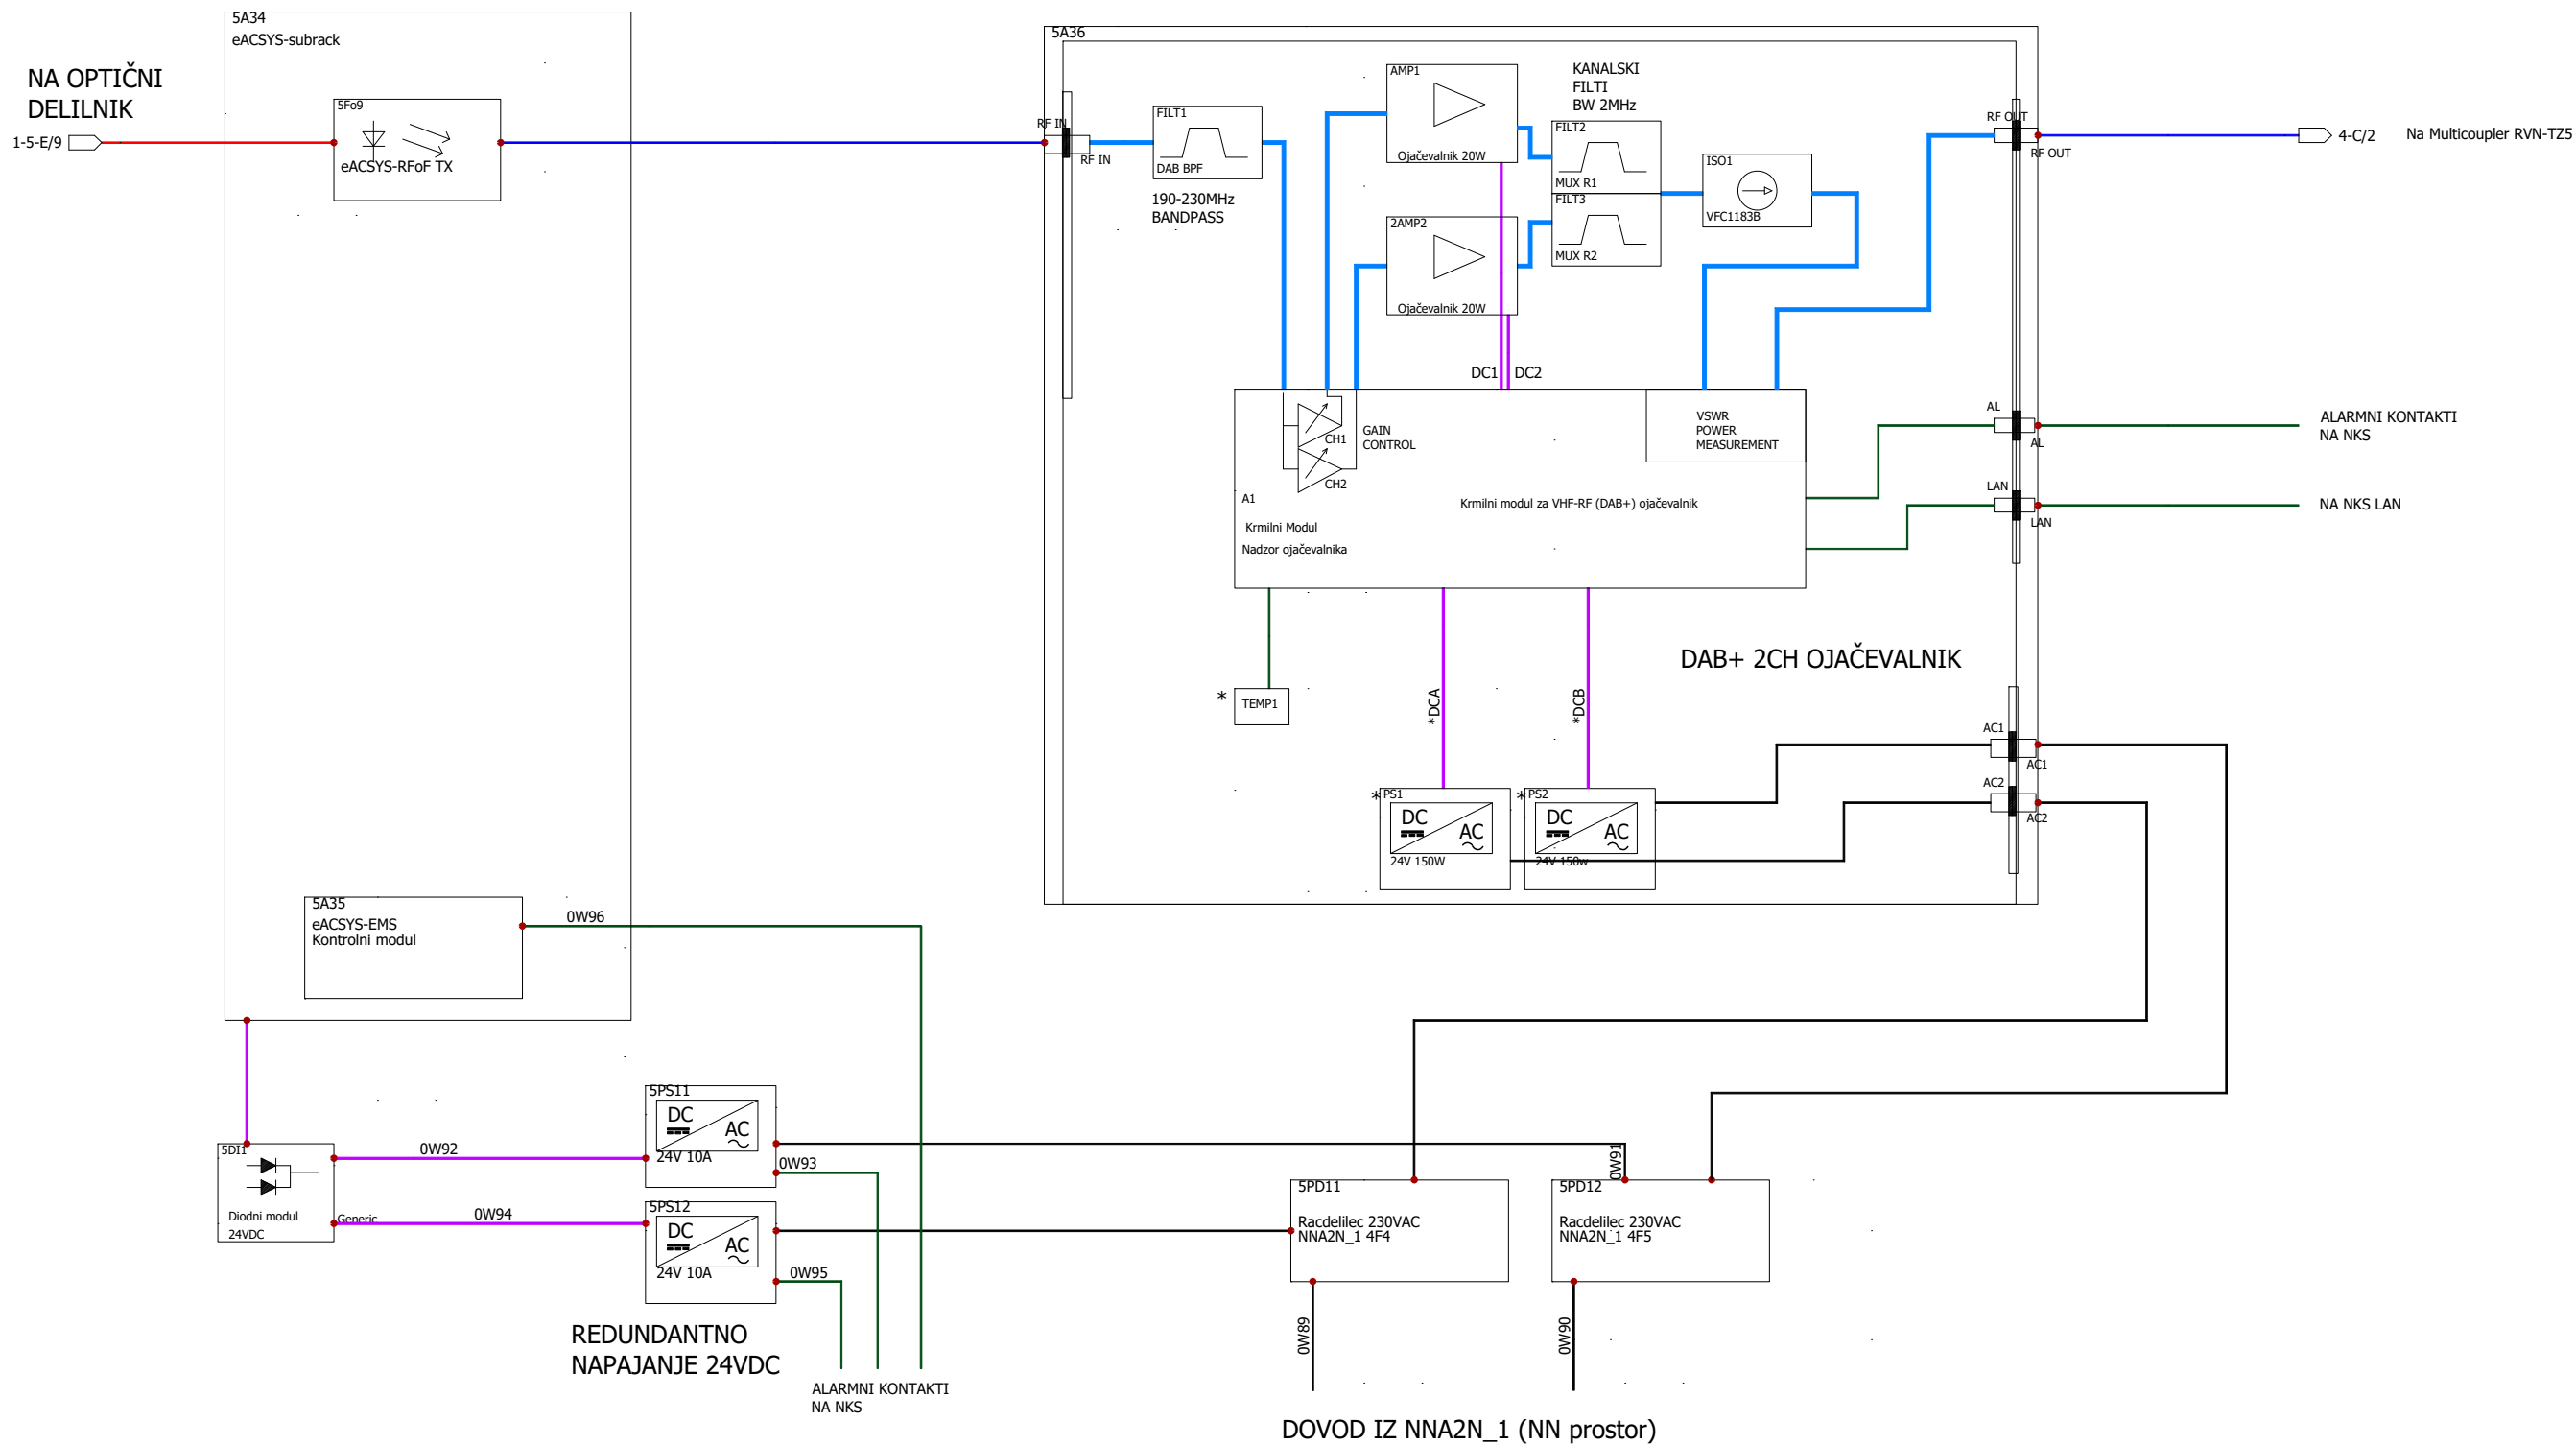 5A34
eACSYS-subrack
NA OPTIČNI
DELILNIK
1-5-E/9
5Fo9
eACSYS-RFoF TX
5A35
eACSYS-EMS
Kontrolni modul
0W96
5A36
RF IN
RF IN
FILT1
DAB BPF
190-230MHz
BANDPASS
AMP1
Ojačevalnik 20W
2AMP2
Ojačevalnik 20W
KANALSKI
FILTI
BW 2MHz
FILT2
MUX R1
FILT3
MUX R2
ISO1
VFC1183B
RF OUT
RF OUT
4-C/2
Na Multicoupler RVN-TZ5
DC1
DC2
CH1
CH2
GAIN
CONTROL
VSWR
POWER
MEASUREMENT
A1
Krmilni Modul
Nadzor ojačevalnika
Krmilni modul za VHF-RF (DAB+) ojačevalnik
AL
AL
ALARMNI KONTAKTI
NA NKS
LAN
LAN
NA NKS LAN
DAB+ 2CH OJAČEVALNIK
* TEMP1
*DCA
*DCB
AC1
AC1
AC2
AC2
*PS1
DC
AC
24V 150W
*PS2
DC
AC
24V 150w
5DI1
Diodni modul
24VDC
Generic
0W92
0W94
5PS11
DC
AC
24V 10A
0W93
5PS12
DC
AC
24V 10A
0W95
0W91
5PD11
Racdelilec 230VAC
NNA2N_1 4F4
5PD12
Racdelilec 230VAC
NNA2N_1 4F5
0W89
0W90
REDUNDANTNO
NAPAJANJE 24VDC
ALARMNI KONTAKTI
NA NKS
DOVOD IZ NNA2N_1 (NN prostor)